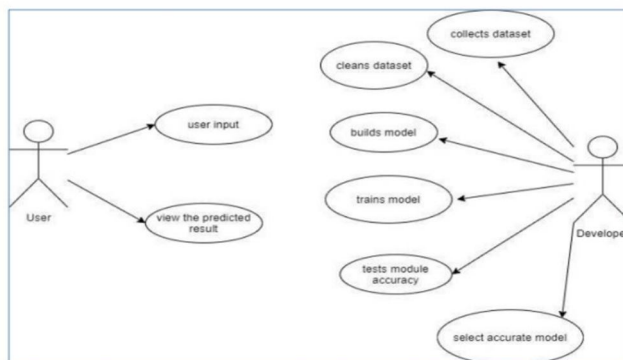 collects dataset
cleans dataset
user input
builds model
trains model
view the predicted
result
User
Develope
tests module
accuracy
select accurate model